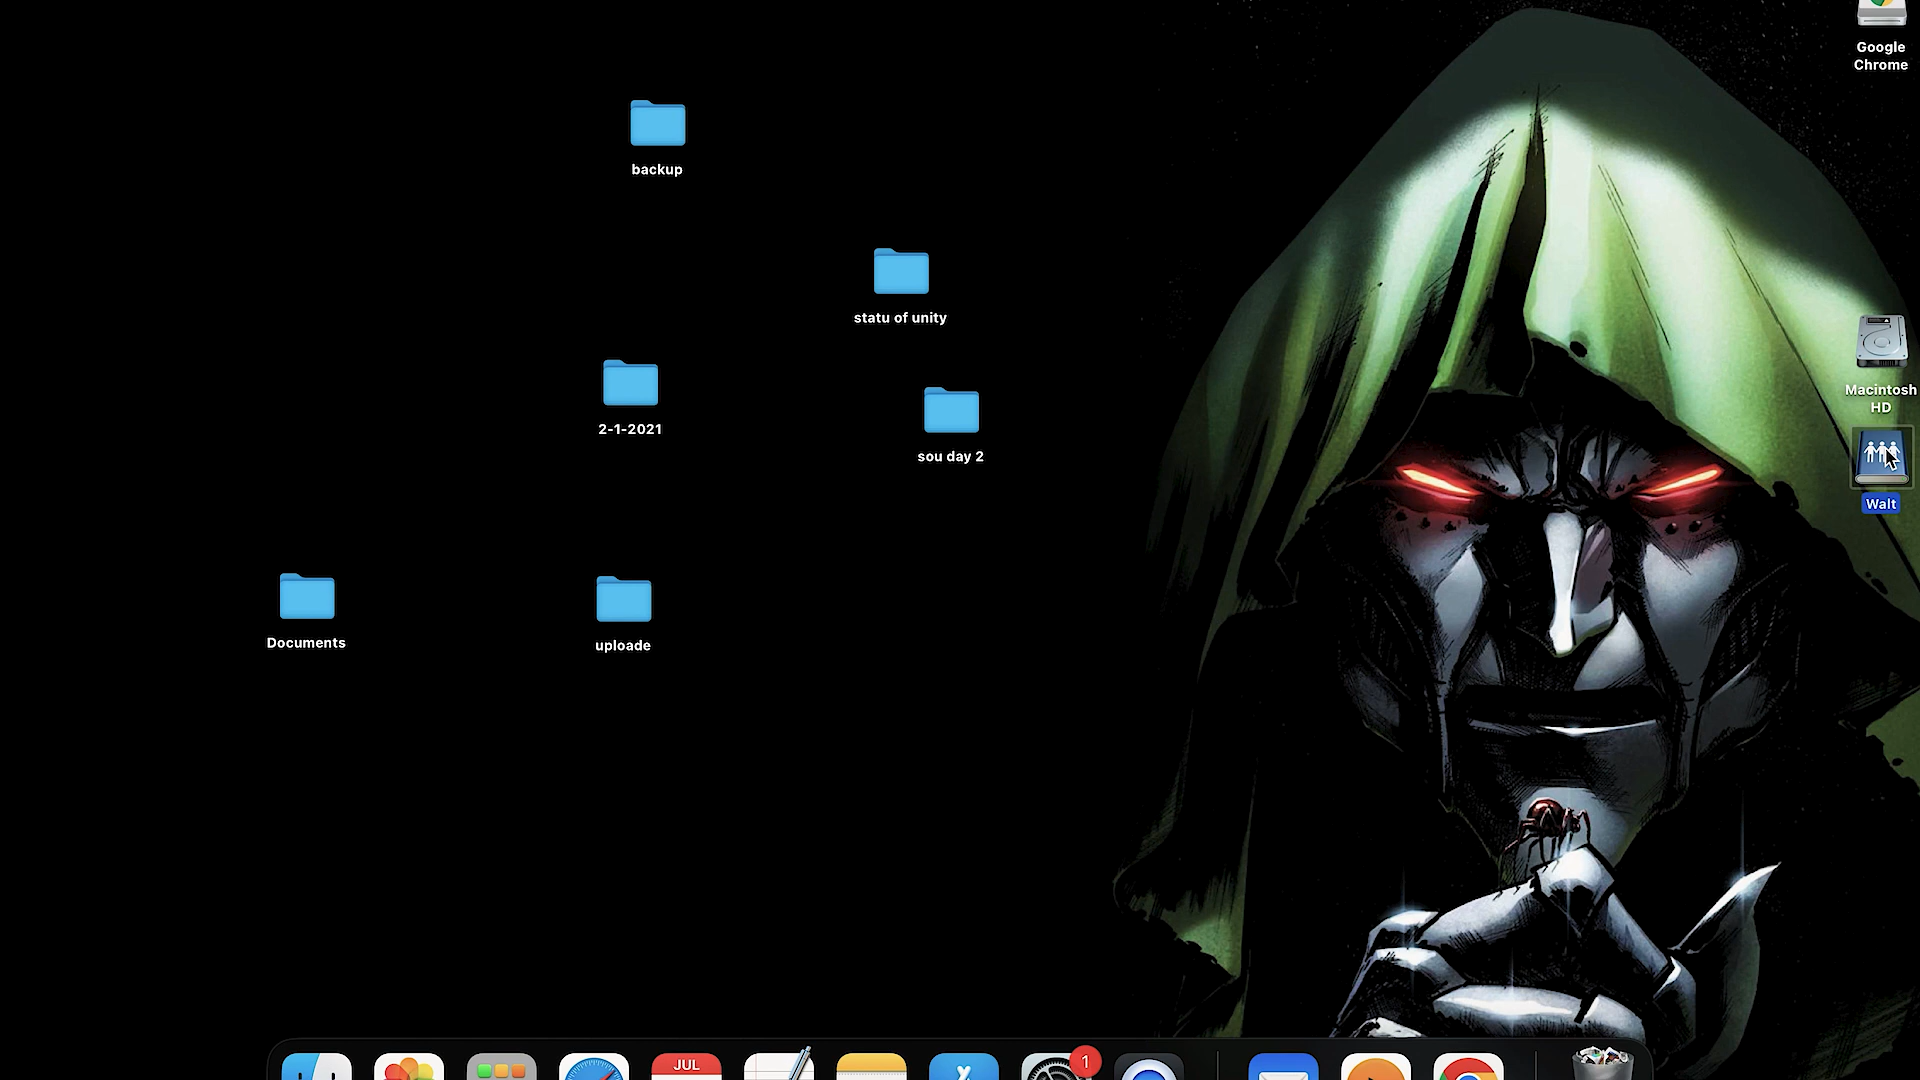 Google
Chrome
backup
statu of unity
2-1-2021
sou day 2
Macintosh
HD
Walt
Documents
uploade
JUL
1